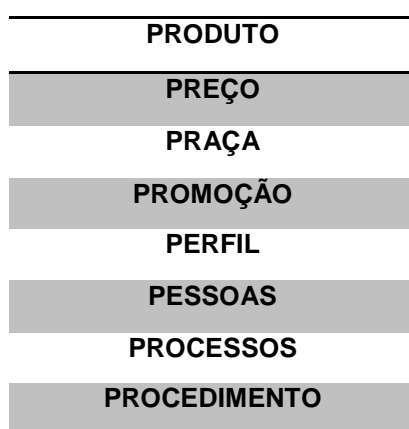 PRODUTO
PREÇO
PRAÇA
PROMOÇÃO
PERFIL
PESSOAS
PROCESSOS
PROCEDIMENTO